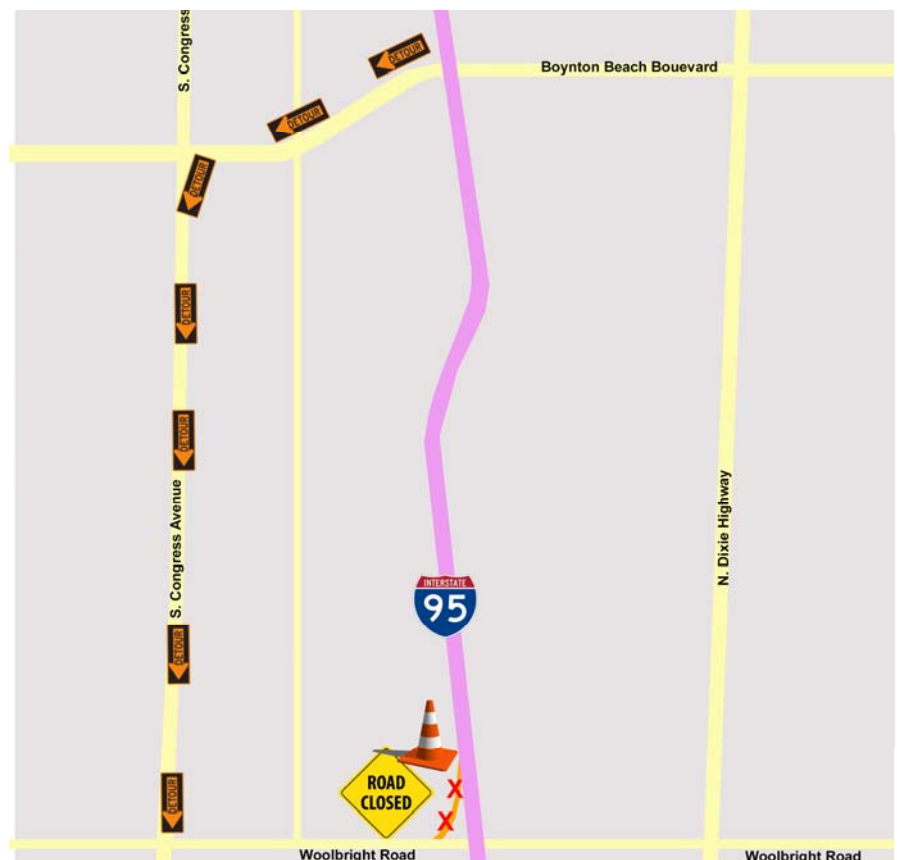 S. Congress
DETOUR
Boynton Beach Bouevard
DETOUR
DETOUR
DETOUR
DETOUR
S. Congress Avenue
N. Dixie Highway
INTERSTATE
95
DETOUR
ROAD
CLOSED
X
X
DETOUR
Woolbright Road
Woolbright Road